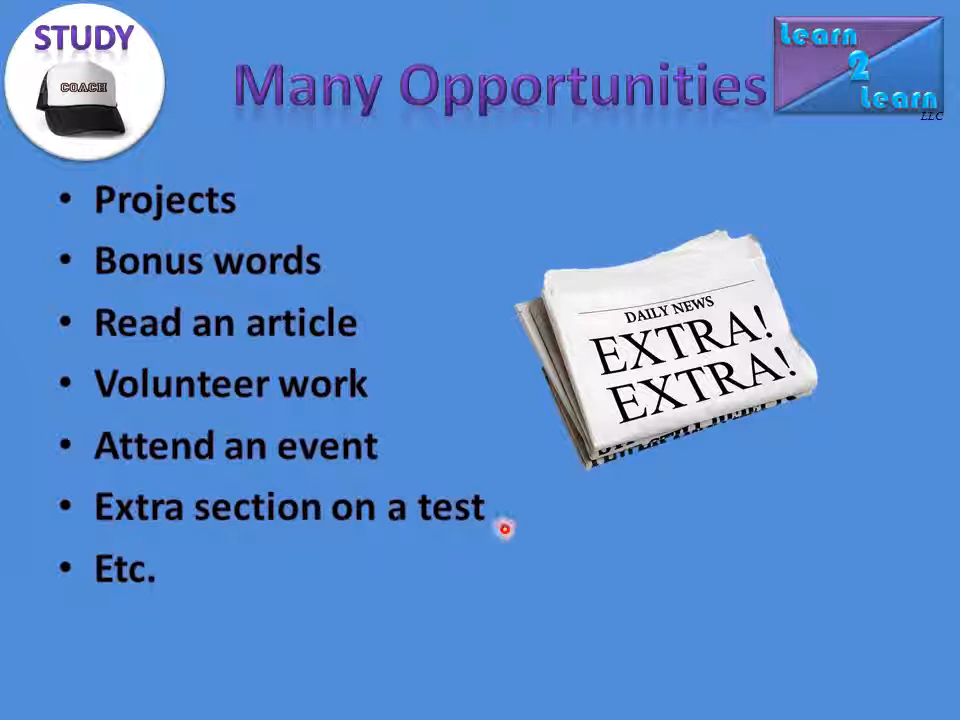 STUDY
COACH
Many Opportunities
Learn
2
Learn
LLC
• Projects
• Bonus words
• Read an article
• Volunteer work
• Attend an event
• Extra section on a test
• Etc.
DAILY NEWS
EXTRA!
EXTRA!